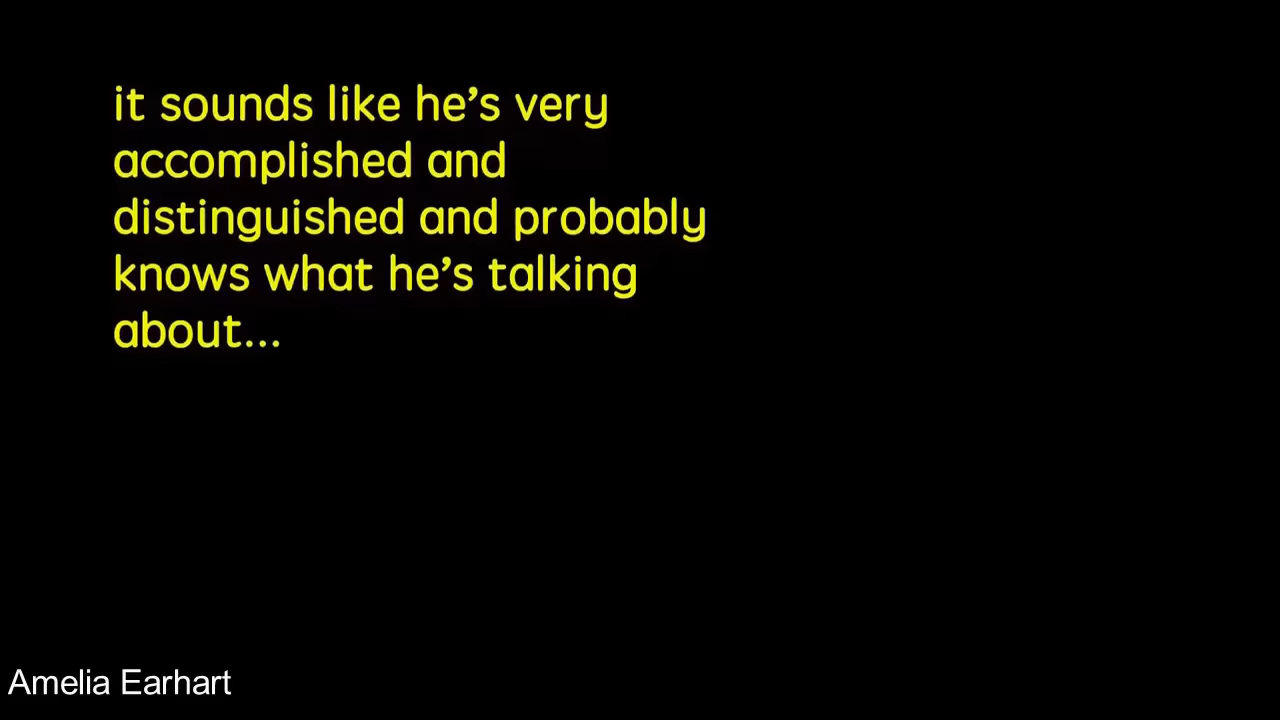 it sounds like he’s very
accomplished and
distinguished and probably
knows what he’s talking
about...
Amelia Earhart